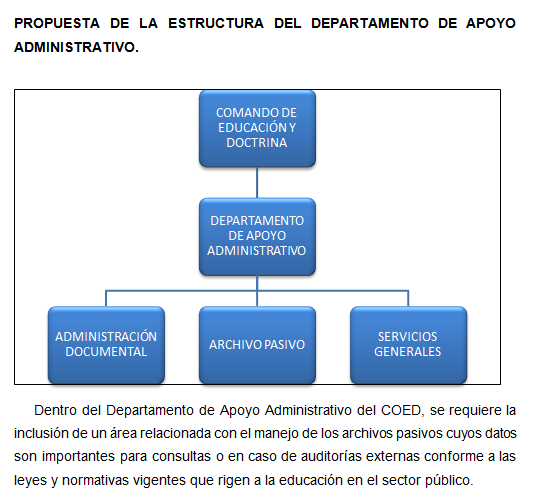 PROPUESTA DE LA ESTRUCTURA DEL DEPARTAMENTO DE APOYO
ADMINISTRATIVO.
COMANDO DE
EDUCACIÓN Y
DOCTRINA
DEPARTAMENTO
DE APOYO
ADMINISTRATIVO
ADMINISTRACIÓN
DOCUMENTAL
ARCHIVO PASIVO
SERVICIOS
GENERALES
Dentro del Departamento de Apoyo Administrativo del COED, se requiere la
inclusión de un área relacionada con el manejo de los archivos pasivos cuyos datos
son importantes para consultas o en caso de auditorías externas conforme a las
leyes y normativas vigentes que rigen a la educación en el sector público.